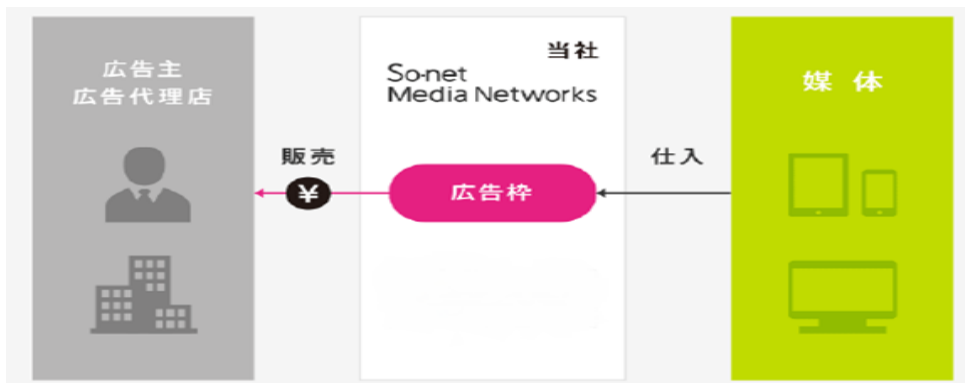 広告主
広告代理店
販売
¥
当社
So-net
Media Networks
広告枠
仕入
媒体